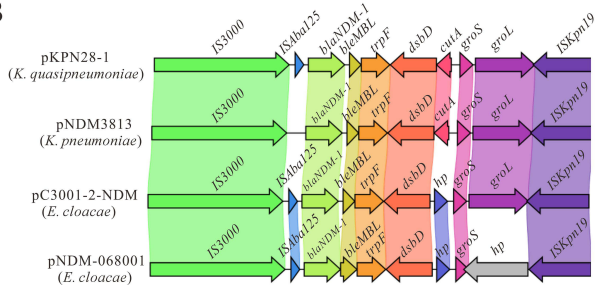 B
IS3000 ISAba125 blaNDM-1 bleMBL trpF dsbD cutA groS groL ISKpn19
pKPN28-1
(K. quasipneumoniae)
IS3000 blaNDM-1 bleMBL trpF dsbD cutA groS groL ISKpn19
pNDM3813
(K. pneumoniae)
IS3000 ISAba125 blaNDM-1 bleMBL trpF dsbD hp groS groL ISKpn19
pC3001-2-NDM
(E. cloacae)
IS3000 ISAba125 blaNDM-1 bleMBL trpF dsbD hp groS hp ISKpn19
pNDM-068001
(E. cloacae)